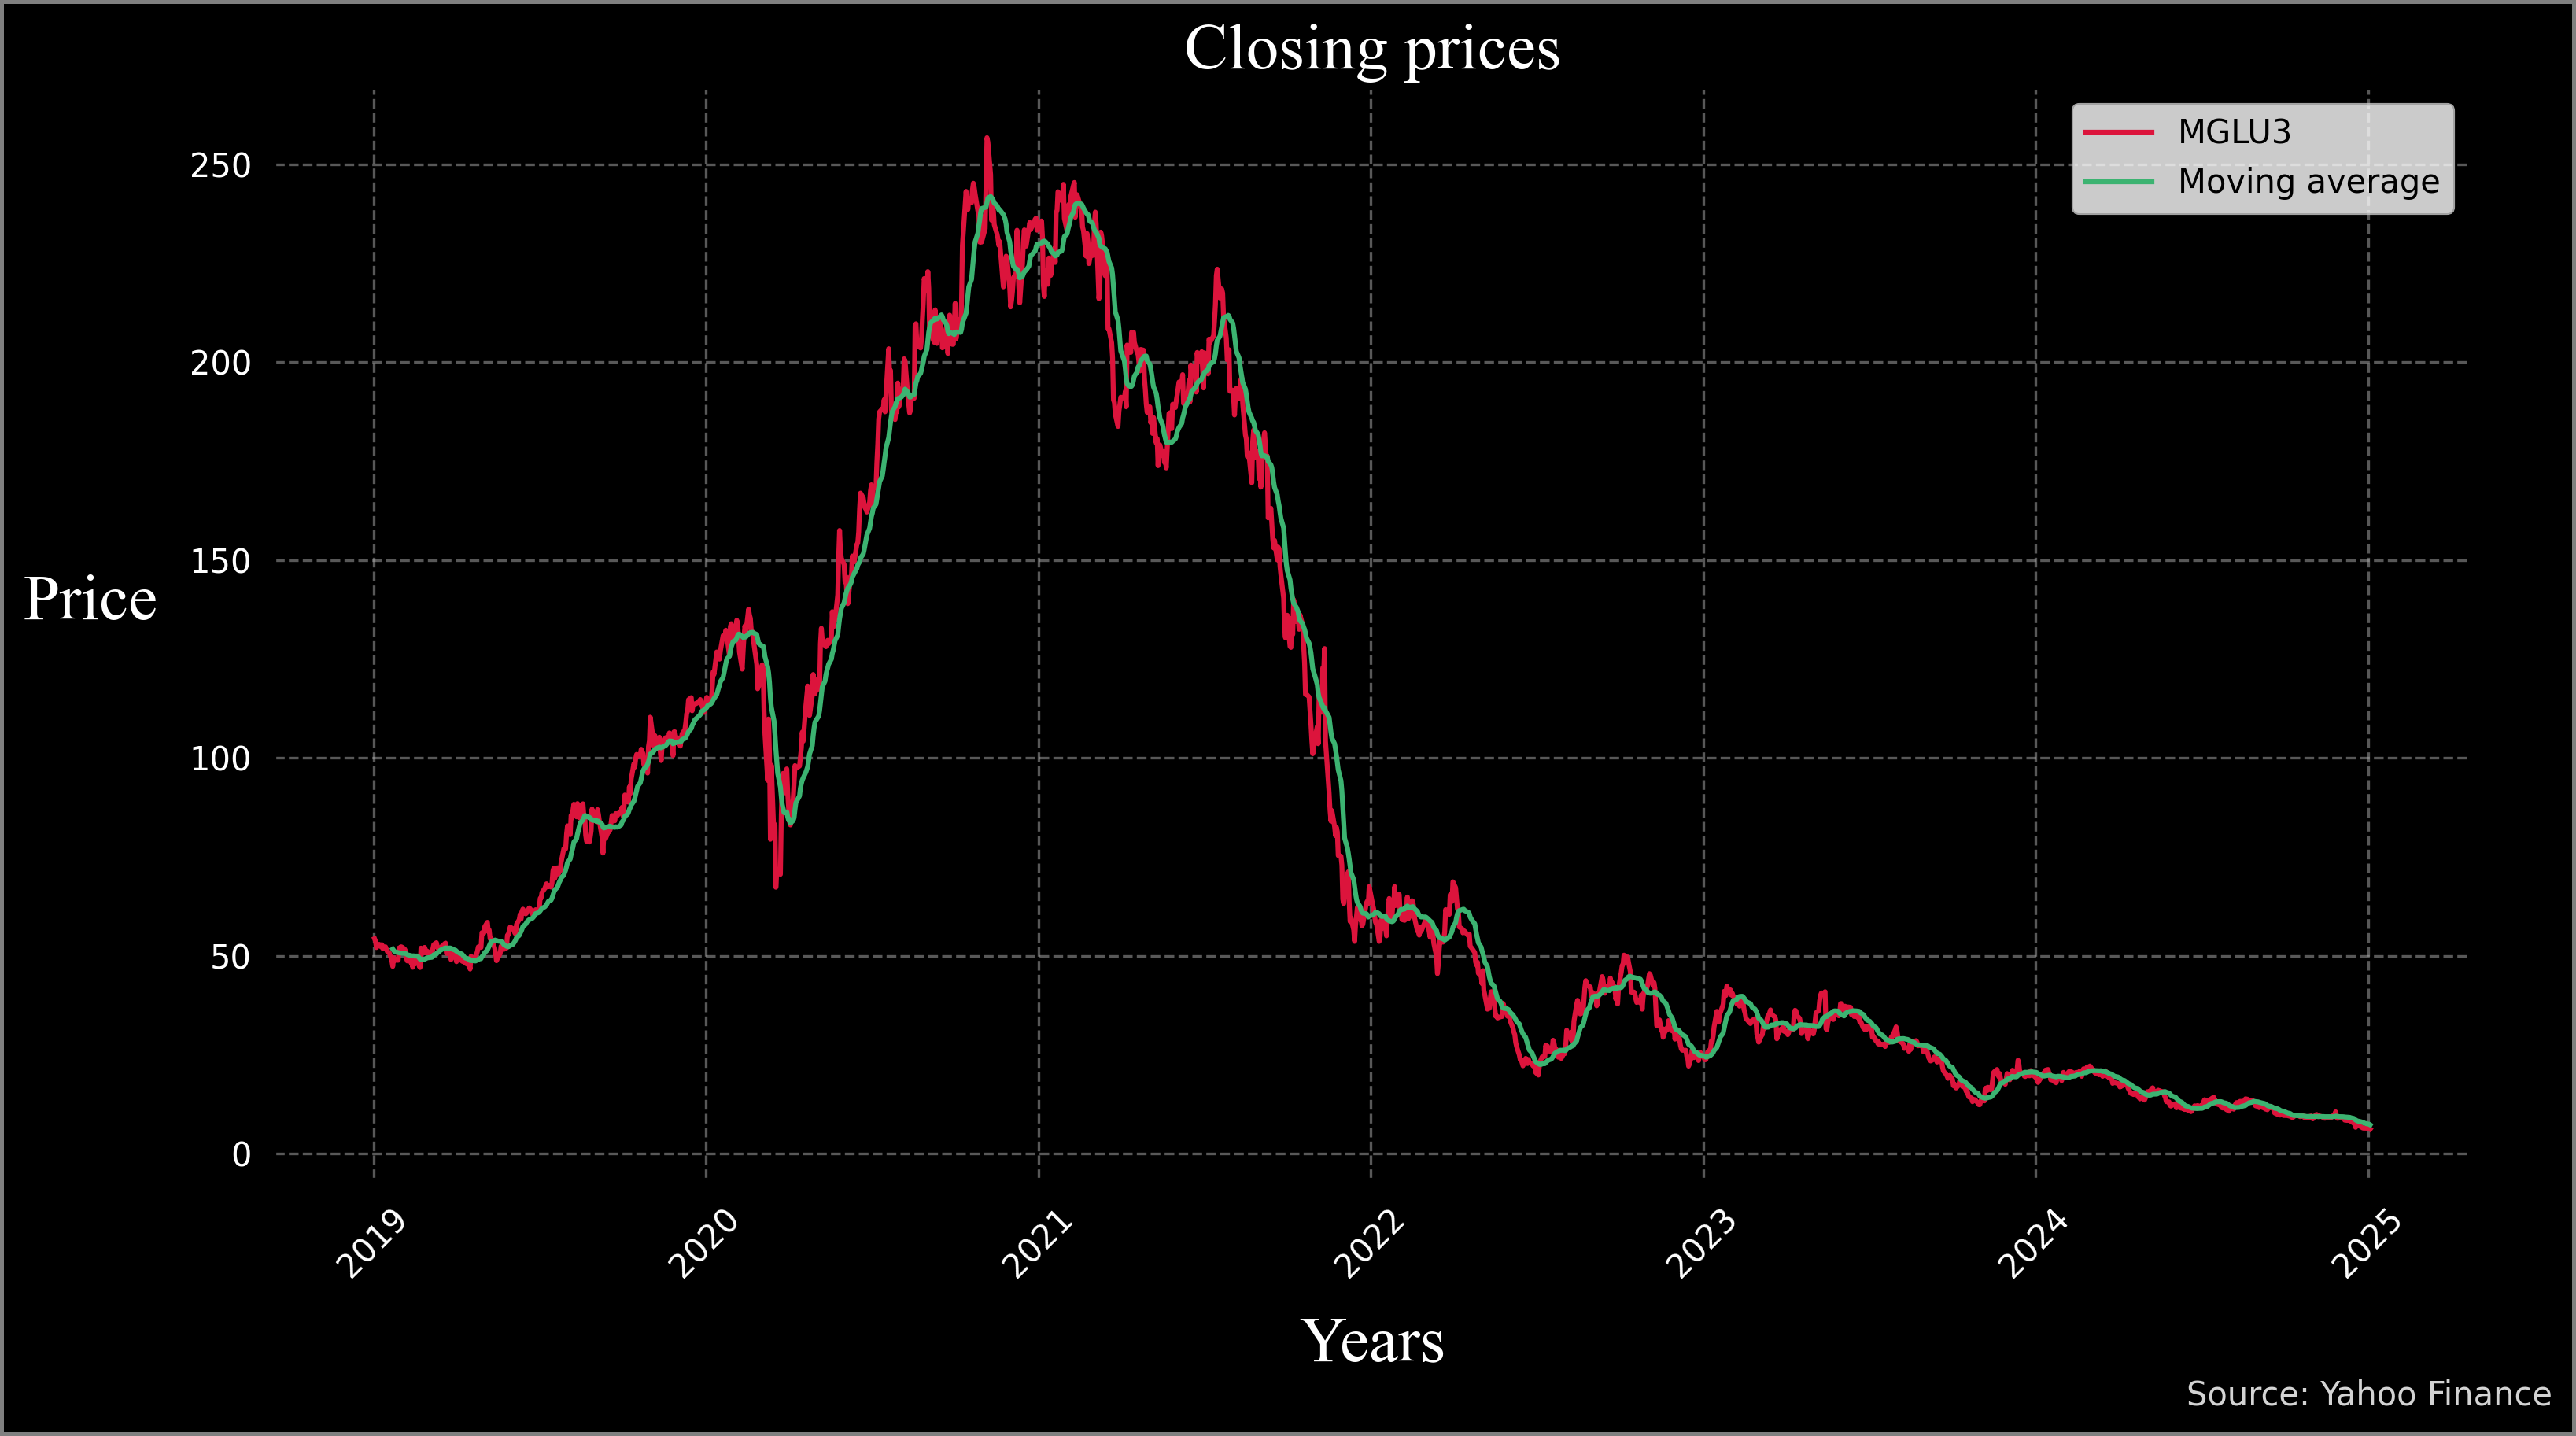 Closing prices
MGLU3
Moving average
250
200
150
100
50
0
Price
2019
2020
2021
2022
2023
2024
2025
Years
Source: Yahoo Finance